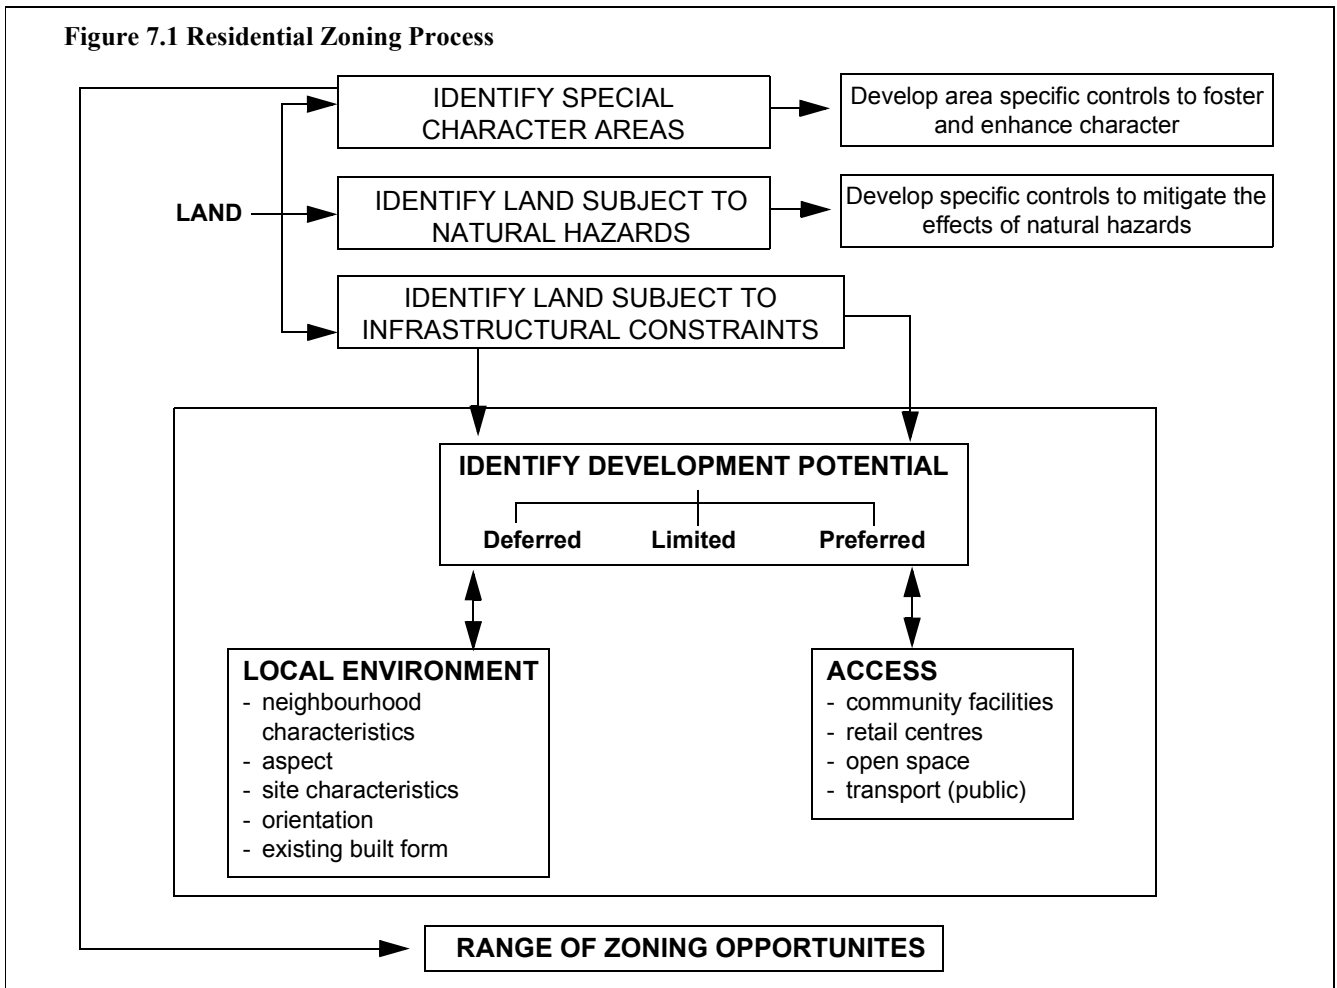 Figure 7.1 Residential Zoning Process
IDENTIFY SPECIAL
CHARACTER AREAS
Develop area specific controls to foster
and enhance character
LAND
IDENTIFY LAND SUBJECT TO
NATURAL HAZARDS
Develop specific controls to mitigate the
effects of natural hazards
IDENTIFY LAND SUBJECT TO
INFRASTRUCTURAL CONSTRAINTS
IDENTIFY DEVELOPMENT POTENTIAL
Deferred Limited Preferred
LOCAL ENVIRONMENT
- neighbourhood
characteristics
- aspect
- site characteristics
- orientation
- existing built form
ACCESS
- community facilities
- retail centres
- open space
- transport (public)
RANGE OF ZONING OPPORTUNITES